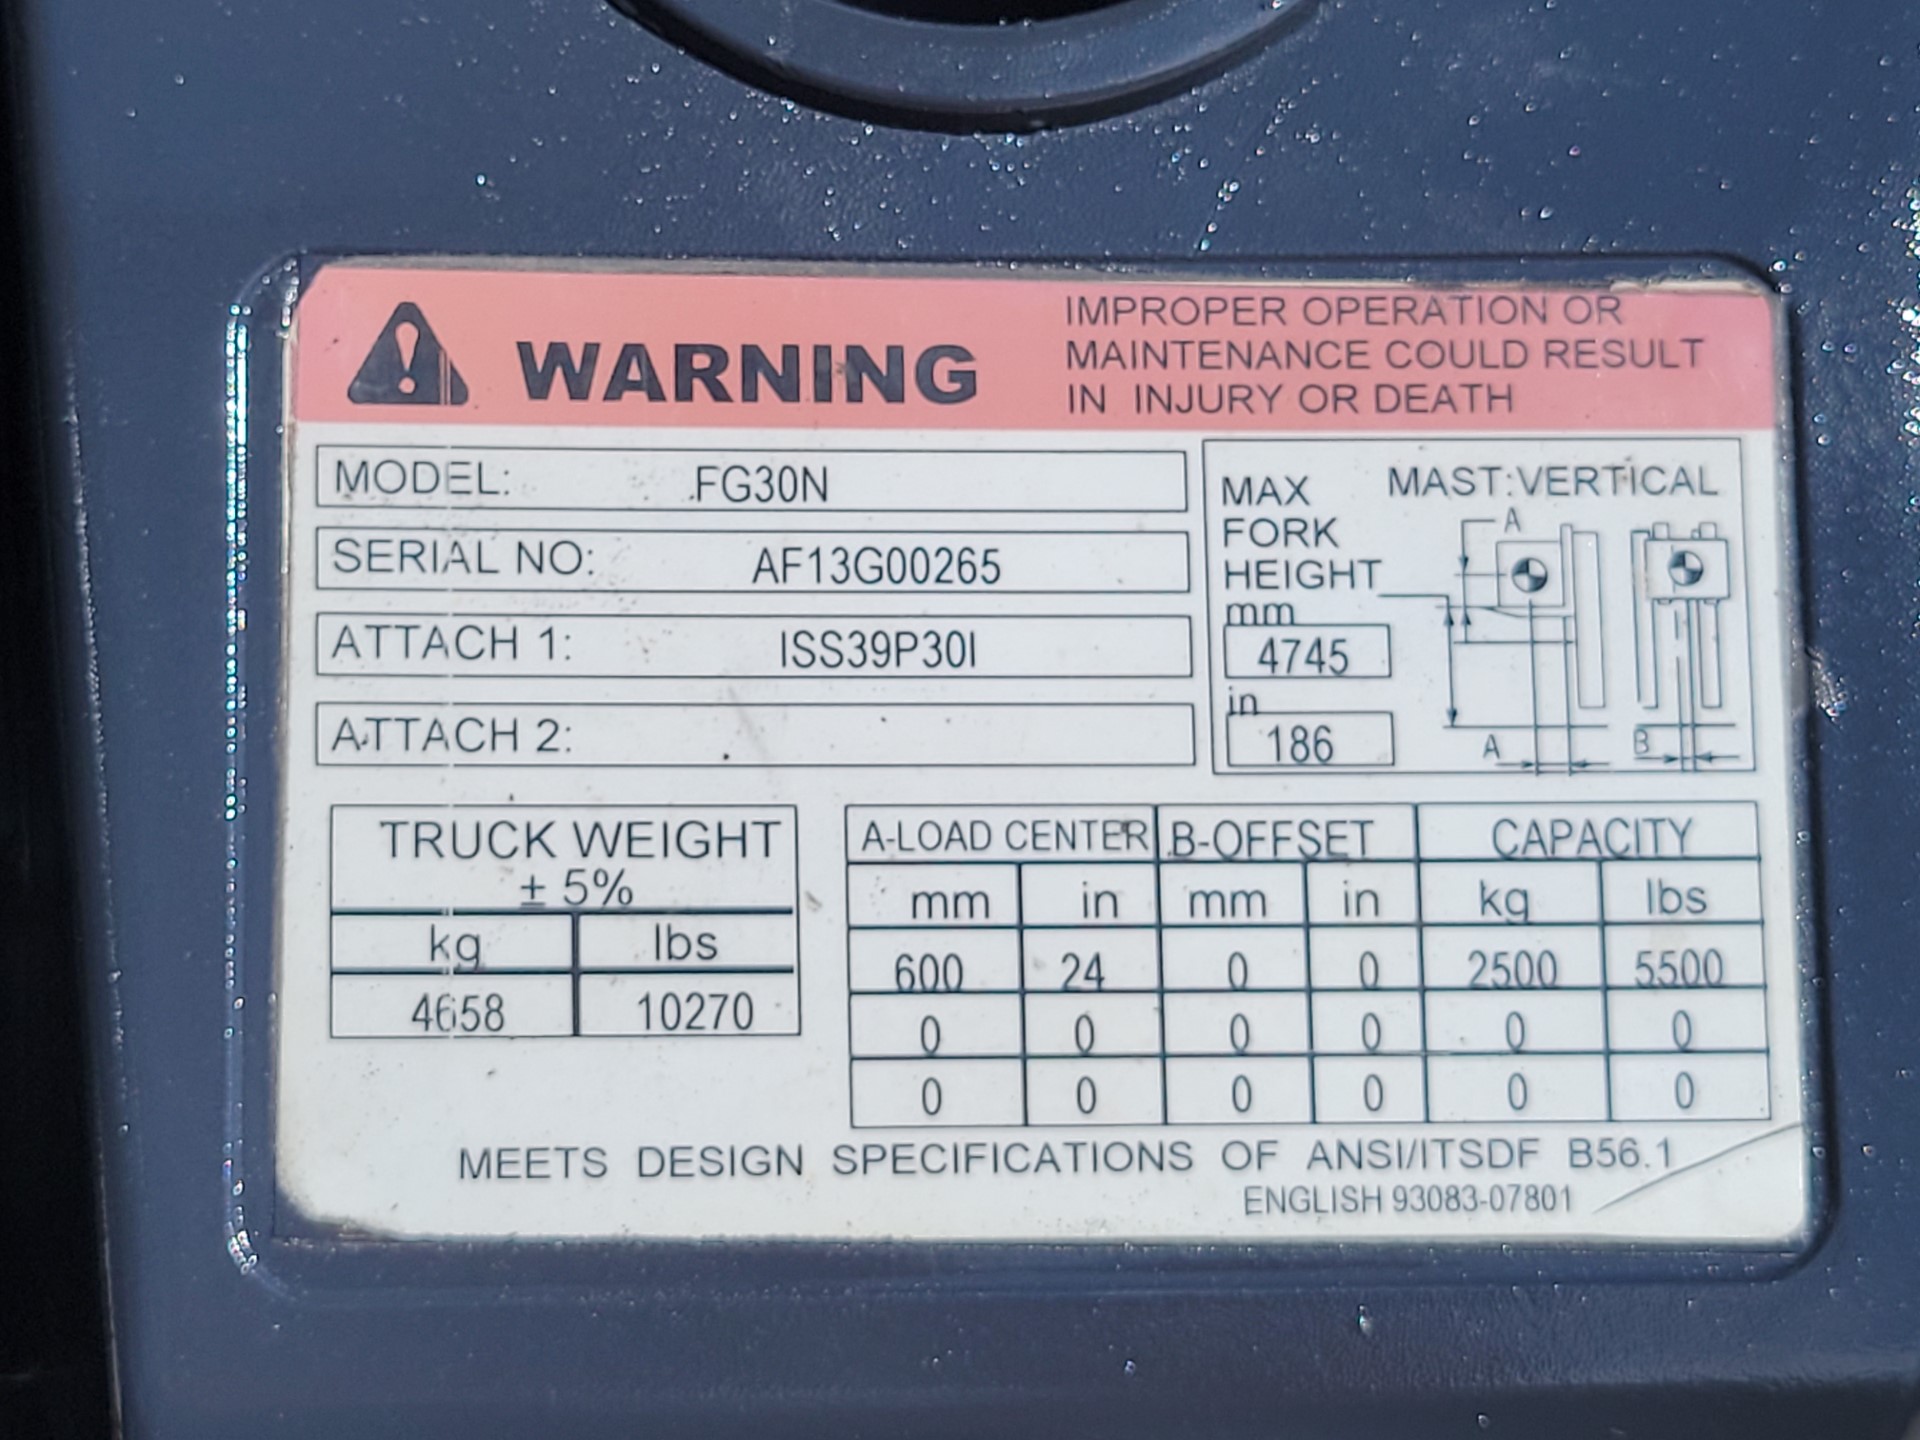 WARNING
IMPROPER OPERATION OR
MAINTENANCE COULD RESULT
IN INJURY OR DEATH
MODEL: FG30N
SERIAL NO: AF13G00265
ATTACH 1: ISS39P30I
ATTACH 2:
MAX
FORK
HEIGHT
mm
4745
in
186
MAST:VERTICAL
A
A
B
TRUCK WEIGHT
± 5%
kg lbs
4658 10270
A-LOAD CENTER B-OFFSET CAPACITY
mm in mm in kg lbs
600 24 0 0 2500 5500
0 0 0 0 0 0
0 0 0 0 0 0
MEETS DESIGN SPECIFICATIONS OF ANSI/ITSDF B56.1
ENGLISH 93083-07801